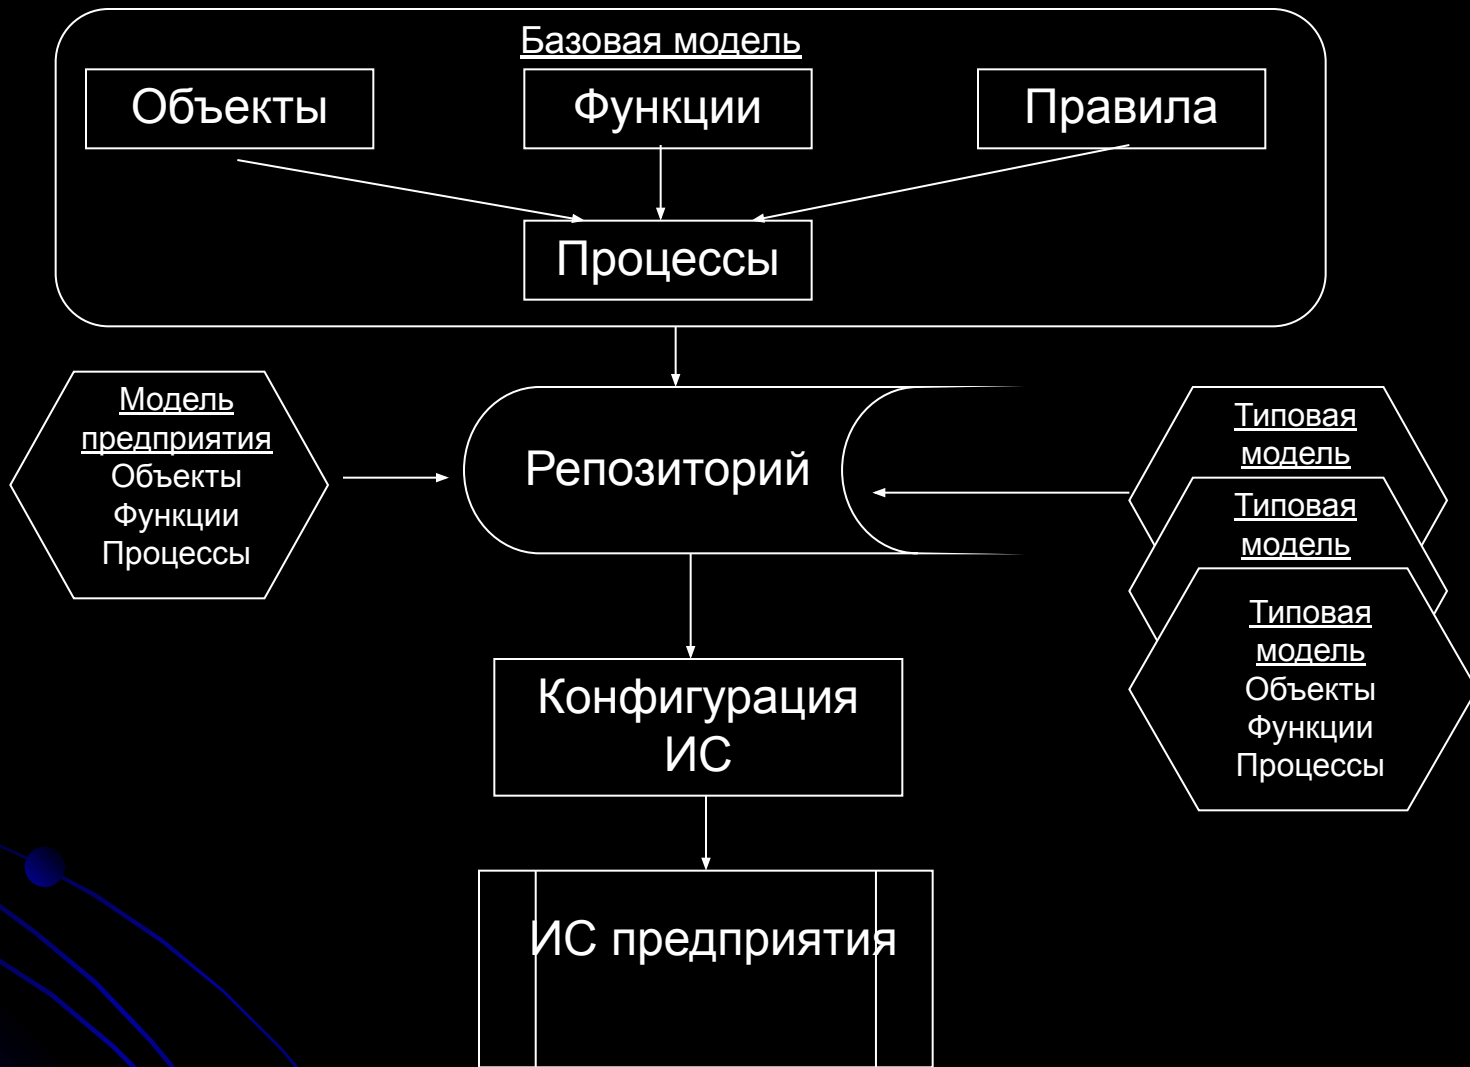 Базовая модель
Объекты
Функции
Правила
Процессы
Модель
предприятия
Объекты
Функции
Процессы
Репозиторий
Типовая
модель
Типовая
модель
Типовая
модель
Объекты
Функции
Процессы
Конфигурация
ИС
ИС предприятия